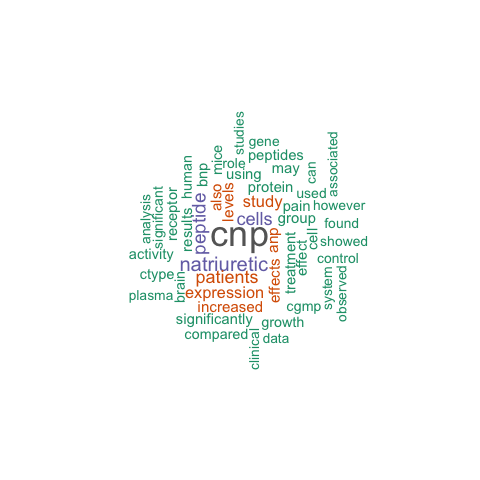 studies
gene
peptides
associated
mice
role
may
can
using
human
bnp
protein
used
also
levels
study
pain
however
analysis
significant
receptor
results
peptide
cells
group
found
cnp
anp
cell
showed
activity
natriuretic
effect
control
ctype
brain
patients
treatment
system
observed
plasma
expression
effects
increased
cgmp
significantly
growth
compared
clinical
data